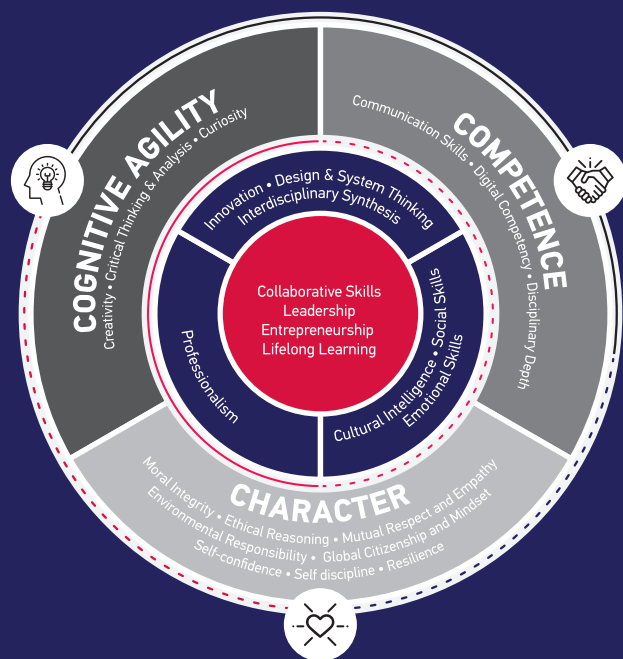 COGNITIVE AGILITY
Creativity • Critical Thinking & Analysis • Curiosity
COMPETENCE
Communication Skills • Digital Competency • Disciplinary Depth
Innovation • Design & System Thinking
Interdisciplinary Synthesis
Collaborative Skills
Leadership
Entrepreneurship
Lifelong Learning
Professionalism
Cultural Intelligence • Social Skills
Emotional Skills
CHARACTER
Moral Integrity • Ethical Reasoning • Mutual Respect and Empathy
Environmental Responsibility • Global Citizenship and Mindset
Self-confidence • Self discipline • Resilience